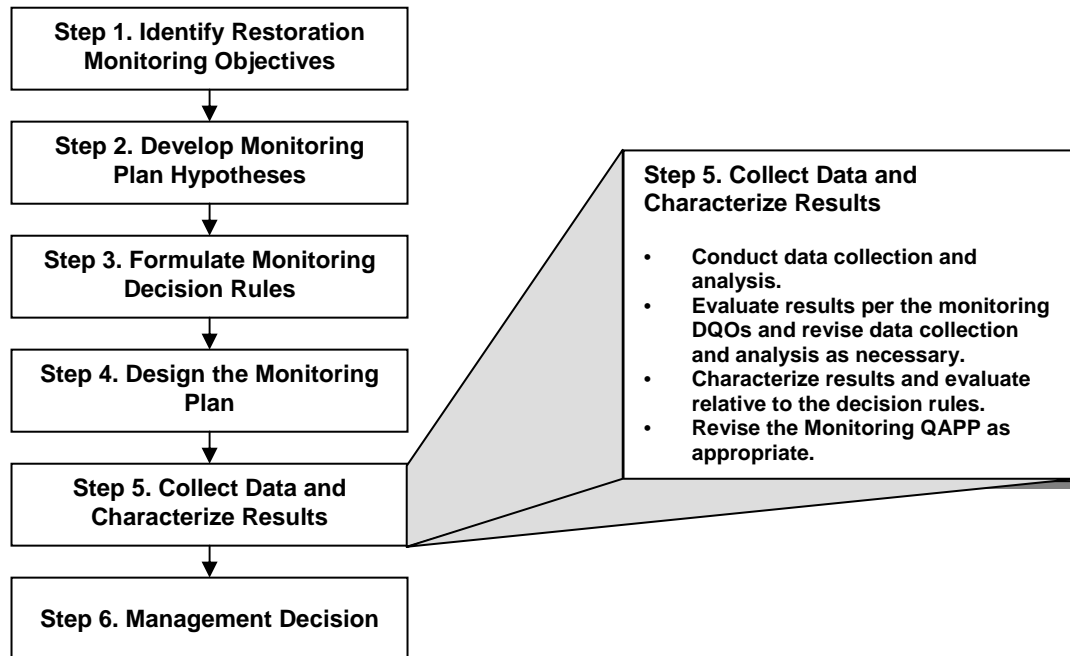 Step 1. Identify Restoration
Monitoring Objectives
Step 2. Develop Monitoring
Plan Hypotheses
Step 3. Formulate Monitoring
Decision Rules
Step 4. Design the Monitoring
Plan
Step 5. Collect Data and
Characterize Results
Step 6. Management Decision
Step 5. Collect Data and
Characterize Results
• Conduct data collection and
analysis.
• Evaluate results per the monitoring
DQOs and revise data collection
and analysis as necessary.
• Characterize results and evaluate
relative to the decision rules.
• Revise the Monitoring QAPP as
appropriate.